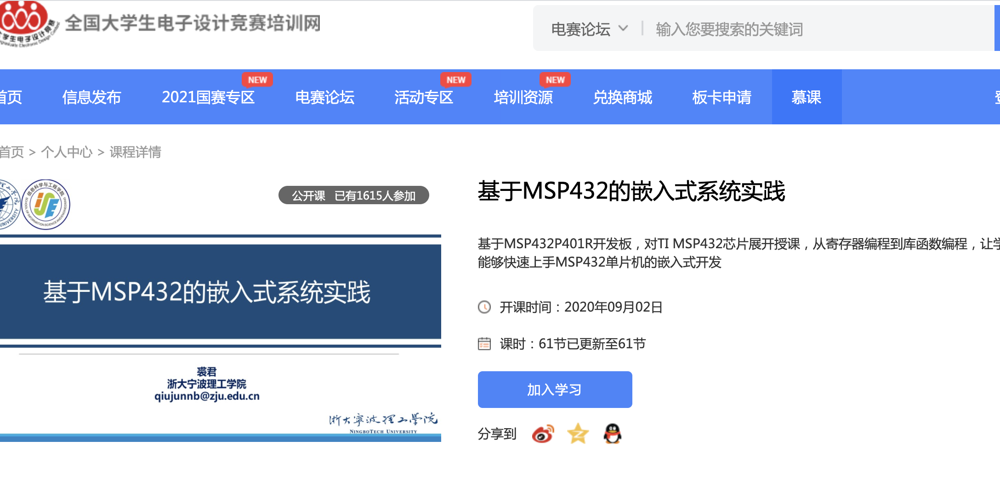 全国大学生电子设计竞赛培训网
电赛论坛 输入您要搜索的关键词
首页 信息发布 2021国赛专区 NEW 电赛论坛 活动专区 NEW 培训资源 NEW 兑换商城 板卡申请 慕课
首页 > 个人中心 > 课程详情
公开课 已有1615人参加
基于MSP432的嵌入式系统实践
裘君
浙大宁波理工学院
qiujunnb@zju.edu.cn
浙大宁波理工学院
NINGBOTECH UNIVERSITY
基于MSP432的嵌入式系统实践
基于MSP432P401R开发板，对TI MSP432芯片展开授课，从寄存器编程到库函数编程，让学
能够快速上手MSP432单片机的嵌入式开发
开课时间：2020年09月02日
课时：61节已更新至61节
加入学习
分享到